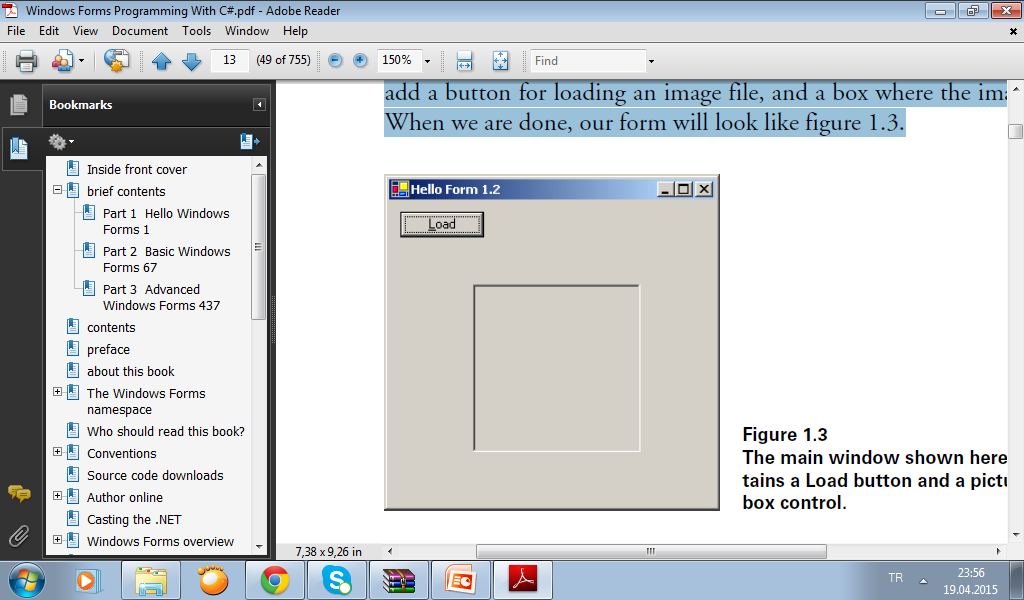 Windows Forms Programming With C#.pdf - Adobe Reader
File Edit View Document Tools Window Help
13 (49 of 755) 150% Find
Bookmarks
Inside front cover
brief contents
Part 1 Hello Windows
Forms 1
Part 2 Basic Windows
Forms 67
Part 3 Advanced
Windows Forms 437
contents
preface
about this book
The Windows Forms
namespace
Who should read this book?
Conventions
Source code downloads
Author online
Casting the .NET
Windows Forms overview
add a button for loading an image file, and a box where the ima
When we are done, our form will look like figure 1.3.
Hello Form 1.2
Load
Figure 1.3
The main window shown here
tains a Load button and a pictu
box control.
7,38 x 9,26 in
TR
23:56
19.04.2015